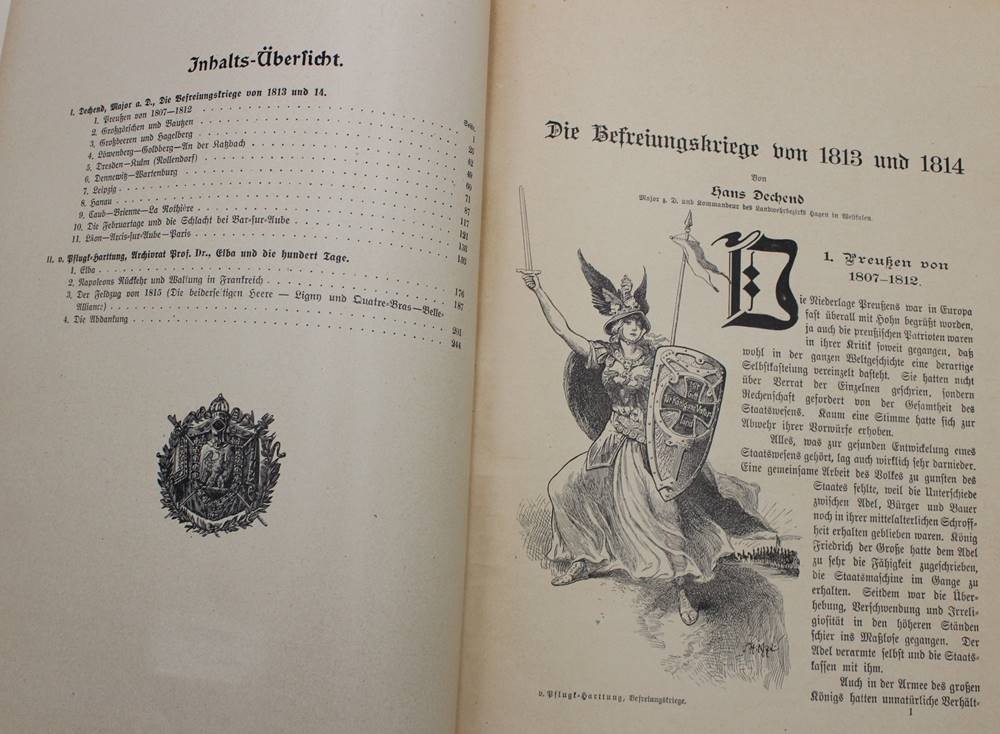 Inhalts-Übersicht.
Seite.
I. Dechend, Major a. D., Die Befreiungskriege von 1813 und 14.
1. Preußen von 1807—1812 1
2. Großgörschen und Bautzen 23
3. Großbeeren und Hagelberg 42
4. Löwenberg—Goldberg—An der Katzbach 49
5. Dresden—Kulm (Nollendorf) 60
6. Dennewitz—Wartenburg 71
7. Leipzig 87
8. Hanau 117
9. Caub—Brienne—La Rothière 121
10. Die Februartage und die Schlacht bei Bar-sur-Aube
11. Laon—Arcis-sur-Aube—Paris
II. v. Pflugk-Harttung, Archivrat Prof. Dr., Elba und die hundert Tage.
1. Elba 176
2. Napoleons Rückkehr und Waltung in Frankreich 187
3. Der Feldzug von 1815 (Die beiderseitigen Heere — Ligny und Quatre-Bras—Belle-
Alliance) 201
4. Die Abdankung 244
Die Befreiungskriege von 1813 und 1814
Von
Hans Dechend
Major z. D. und Kommandeur des Landwehrbezirks Hagen in Westfalen.
1. Preußen von
1807—1812.
Die Niederlage Preußens war in Europa
fast überall mit Hohn begrüßt worden,
ja auch die preußischen Patrioten waren
in ihrer Kritik soweit gegangen, daß
wohl in der ganzen Weltgeschichte eine derartige
Selbstkasteiung vereinzelt dasteht. Sie hatten nicht
über Verrat der Einzelnen geschrien, sondern
Rechenschaft gefordert von der Gesamtheit des
Staatswesens. Kaum eine Stimme hatte sich zur
Abwehr ihrer Vorwürfe erhoben.
Alles, was zur gesunden Entwickelung eines
Staatswesens gehört, lag auch wirklich sehr darnieder.
Eine gemeinsame Arbeit des Volkes zu gunsten des
Staates fehlte, weil die Unterschiede
zwischen Adel, Bürger und Bauer
noch in ihrer mittelalterlichen Schroff-
heit erhalten geblieben waren. König
Friedrich der Große hatte dem Adel
zu sehr die Fähigkeit zugeschrieben,
die Staatsmaschine im Gange zu
erhalten. Seitdem war die Über-
hebung, Verschwendung und Irreli-
giosität in den höheren Ständen
schier ins Maßlose gegangen. Der
Adel verarmte selbst und die Staats-
kassen mit ihm.
Auch in der Armee des großen
Königs hatten unnatürliche Verhält-
v. Pflugk-Harttung, Befreiungskriege.
1